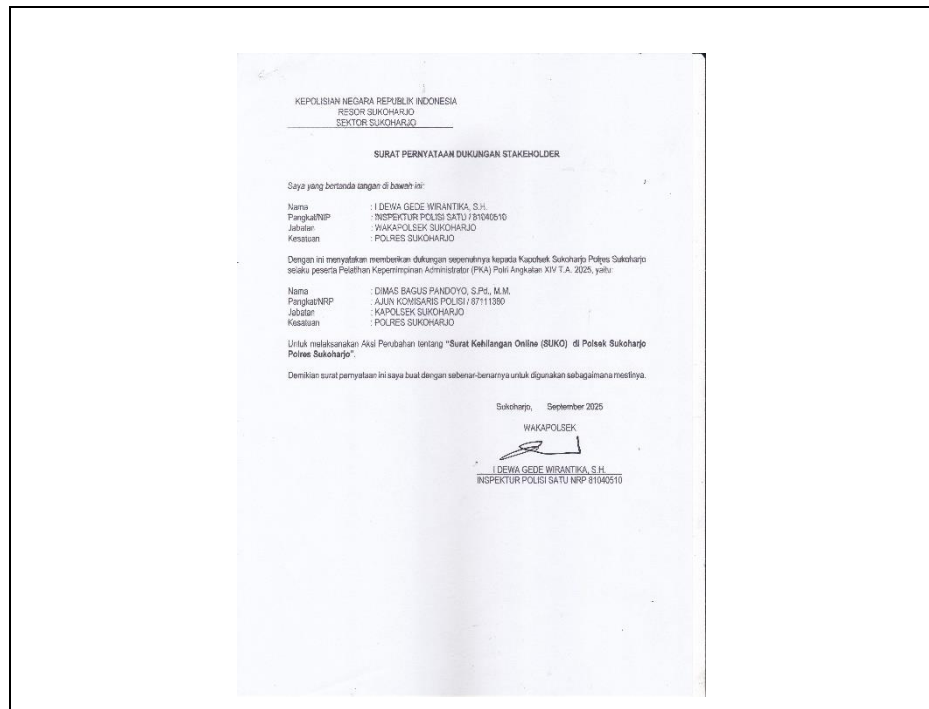 KEPOLISIAN NEGARA REPUBLIK INDONESIA
RESOR SUKOHARJO
SEKTOR SUKOHARJO
SURAT PERNYATAAN DUKUNGAN STAKEHOLDER
Saya yang bertanda tangan di bawah ini:
Nama : I DEWA GEDE WIRANTIKA, S.H.
Pangkat/NIP : INSPEKTUR POLISI SATU / 81040510
Jabatan : WAKAPOLSEK SUKOHARJO
Kesatuan : POLRES SUKOHARJO
Dengan ini menyatakan memberikan dukungan sepenuhnya kepada Kapolsek Sukoharjo Polres Sukoharjo
selaku peserta Pelatihan Kepemimpinan Administrator (PKA) Polri Angkatan XIV T.A. 2025, yaitu:
Nama : DIMAS BAGUS PANDOYO, S.Pd., M.M.
Pangkat/NRP : AJUN KOMISARIS POLISI / 87111380
Jabatan : KAPOLSEK SUKOHARJO
Kesatuan : POLRES SUKOHARJO
Untuk melaksanakan Aksi Perubahan tentang "Surat Kehilangan Online (SUKO) di Polsek Sukoharjo
Polres Sukoharjo".
Demikian surat pernyataan ini saya buat dengan sebenar-benarnya untuk digunakan sebagaimana mestinya.
Sukoharjo, September 2025
WAKAPOLSEK
I DEWA GEDE WIRANTIKA, S.H.
INSPEKTUR POLISI SATU NRP 81040510